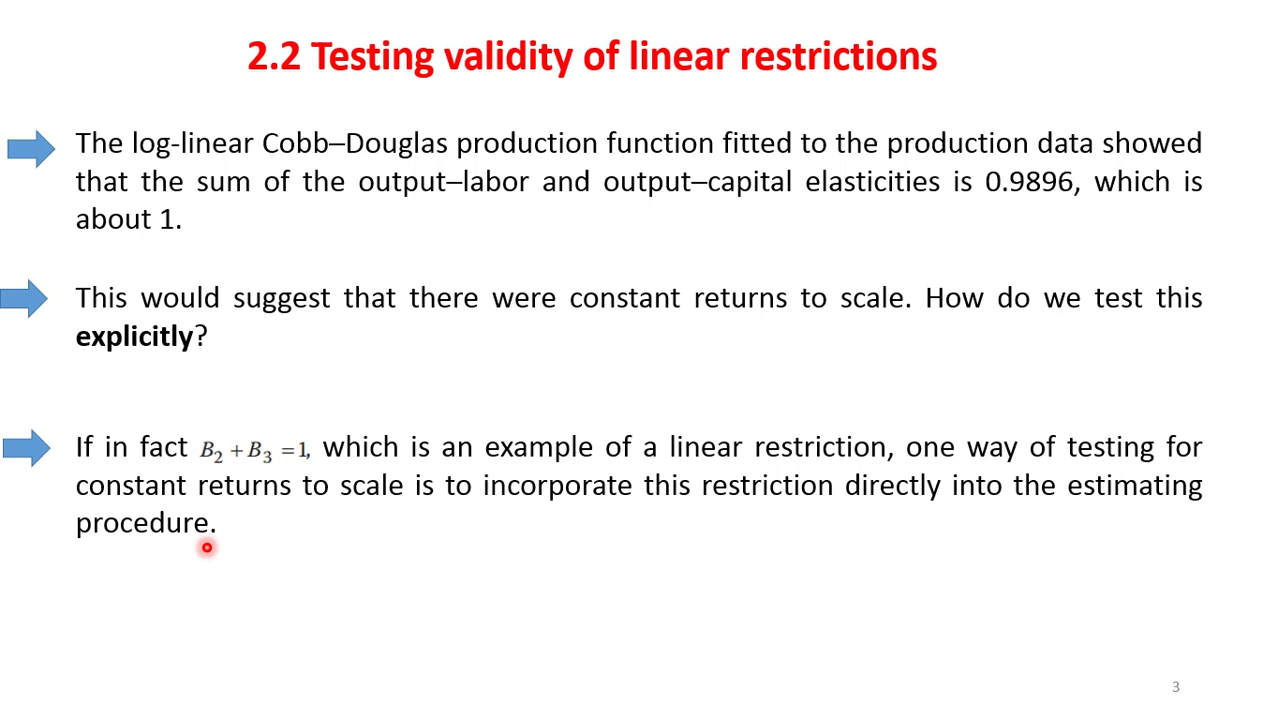 2.2 Testing validity of linear restrictions
The log-linear Cobb–Douglas production function fitted to the production data showed
that the sum of the output–labor and output–capital elasticities is 0.9896, which is
about 1.
This would suggest that there were constant returns to scale. How do we test this
explicitly?
If in fact B₂ + B₃ = 1, which is an example of a linear restriction, one way of testing for
constant returns to scale is to incorporate this restriction directly into the estimating
procedure.
3